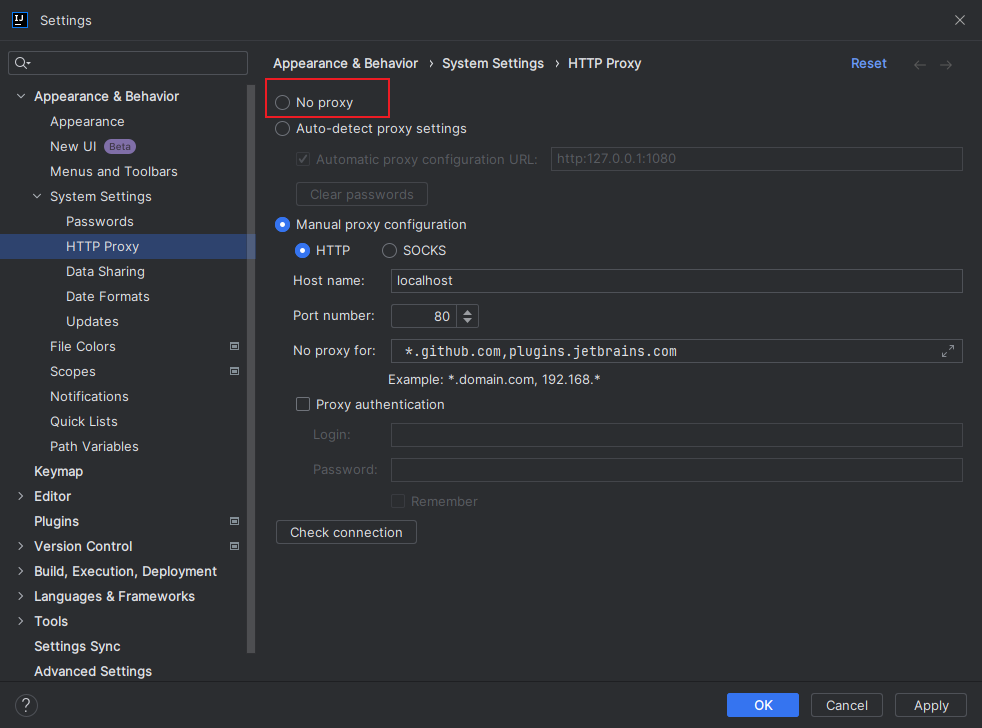 Settings
Appearance & Behavior › System Settings › HTTP Proxy
Reset
Appearance & Behavior
Appearance
New UI Beta
Menus and Toolbars
System Settings
Passwords
HTTP Proxy
Data Sharing
Date Formats
Updates
File Colors
Scopes
Notifications
Quick Lists
Path Variables
Keymap
Editor
Plugins
Version Control
Build, Execution, Deployment
Languages & Frameworks
Tools
Settings Sync
Advanced Settings
No proxy
Auto-detect proxy settings
Automatic proxy configuration URL: http:127.0.0.1:1080
Clear passwords
Manual proxy configuration
HTTP SOCKS
Host name: localhost
Port number: 80
No proxy for: *.github.com,plugins.jetbrains.com
Example: *.domain.com, 192.168.*
Proxy authentication
Login:
Password:
Remember
Check connection
?
OK Cancel Apply